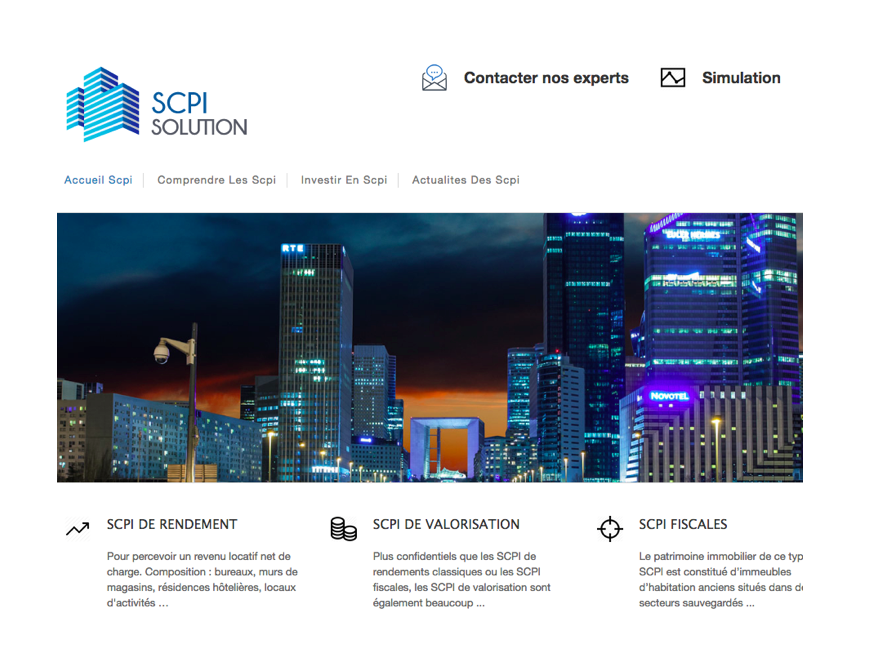 Contacter nos experts
Simulation
SCPI
SOLUTION
Accueil Scpi
Comprendre Les Scpi
Investir En Scpi
Actualites Des Scpi
RTE
NOVOTEL
SCPI DE RENDEMENT
Pour percevoir un revenu locatif net de
charge. Composition : bureaux, murs de
magasins, résidences hôtelières, locaux
d'activités ...
SCPI DE VALORISATION
Plus confidentiels que les SCPI de
rendements classiques ou les SCPI
fiscales, les SCPI de valorisation sont
également beaucoup ...
SCPI FISCALES
Le patrimoine immobilier de ce typ
SCPI est constitué d'immeubles
d'habitation anciens situés dans de
secteurs sauvegardés ...